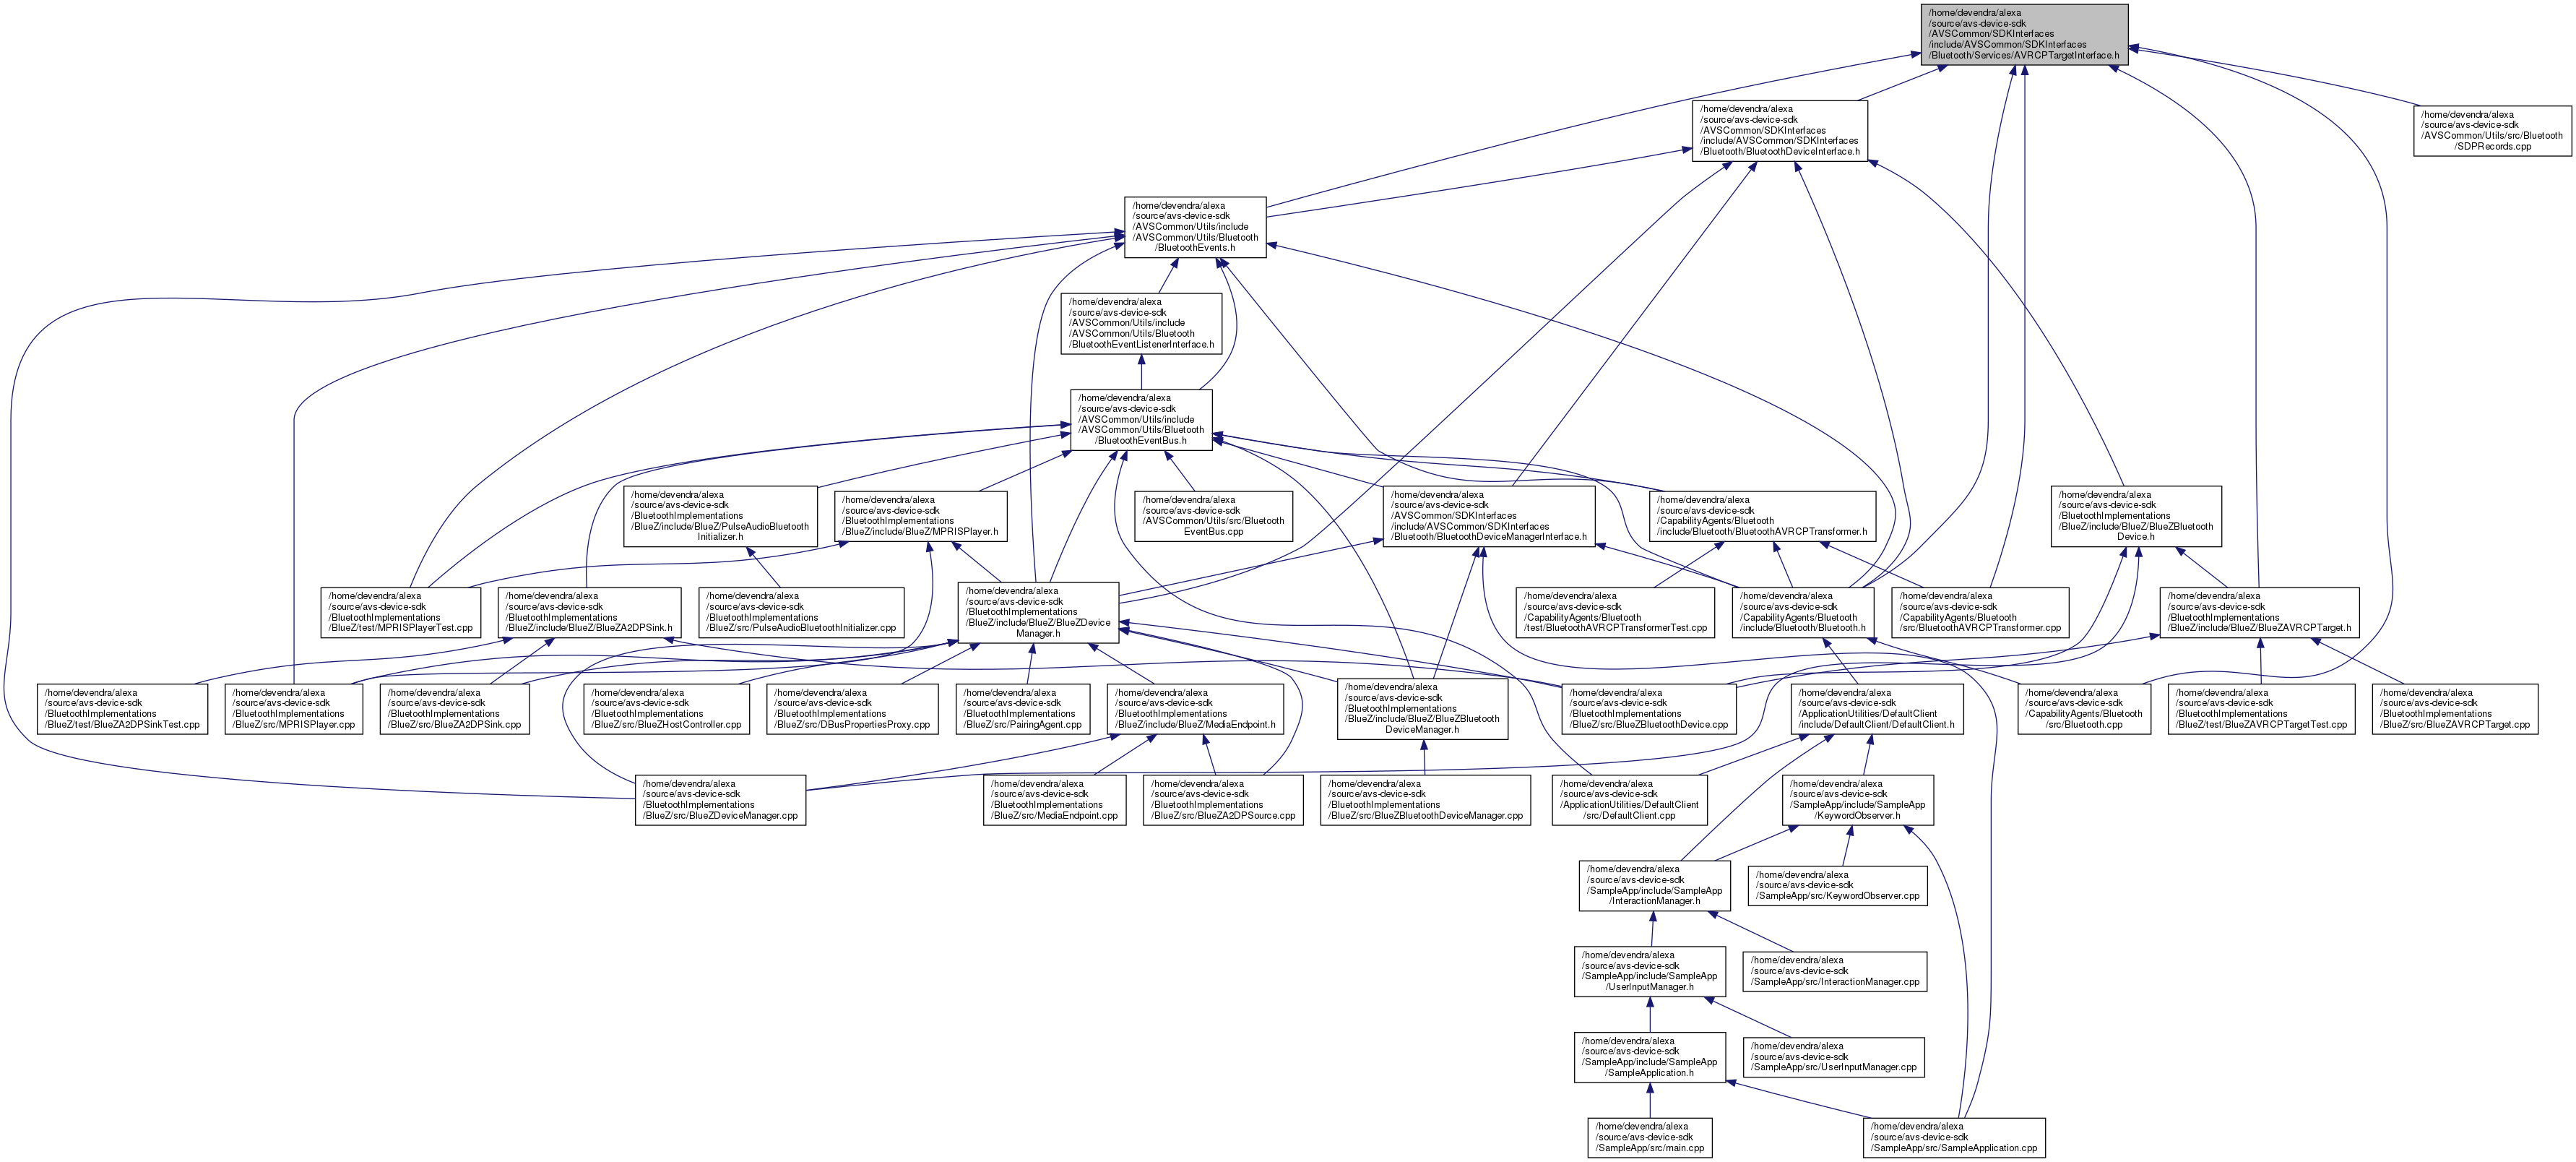 /home/devendra/alexa
/source/avs-device-sdk
/AVSCommon/SDKInterfaces
/include/AVSCommon/SDKInterfaces
/Bluetooth/Services/AVRCPTargetInterface.h
/home/devendra/alexa
/source/avs-device-sdk
/AVSCommon/SDKInterfaces
/include/AVSCommon/SDKInterfaces
/Bluetooth/BluetoothDeviceInterface.h
/home/devendra/alexa
/source/avs-device-sdk
/AVSCommon/Utils/src/Bluetooth
/SDPRecords.cpp
/home/devendra/alexa
/source/avs-device-sdk
/AVSCommon/Utils/include
/AVSCommon/Utils/Bluetooth
/BluetoothEvents.h
/home/devendra/alexa
/source/avs-device-sdk
/AVSCommon/Utils/include
/AVSCommon/Utils/Bluetooth
/BluetoothEventListenerInterface.h
/home/devendra/alexa
/source/avs-device-sdk
/AVSCommon/Utils/include
/AVSCommon/Utils/Bluetooth
/BluetoothEventBus.h
/home/devendra/alexa
/source/avs-device-sdk
/BluetoothImplementations
/BlueZ/include/BlueZ/PulseAudioBluetooth
Initializer.h
/home/devendra/alexa
/source/avs-device-sdk
/BluetoothImplementations
/BlueZ/include/BlueZ/MPRISPlayer.h
/home/devendra/alexa
/source/avs-device-sdk
/AVSCommon/Utils/src/Bluetooth
EventBus.cpp
/home/devendra/alexa
/source/avs-device-sdk
/AVSCommon/SDKInterfaces
/include/AVSCommon/SDKInterfaces
/Bluetooth/BluetoothDeviceManagerInterface.h
/home/devendra/alexa
/source/avs-device-sdk
/CapabilityAgents/Bluetooth
/include/Bluetooth/BluetoothAVRCPTransformer.h
/home/devendra/alexa
/source/avs-device-sdk
/BluetoothImplementations
/BlueZ/include/BlueZ/BlueZBluetooth
Device.h
/home/devendra/alexa
/source/avs-device-sdk
/BluetoothImplementations
/BlueZ/test/MPRISPlayerTest.cpp
/home/devendra/alexa
/source/avs-device-sdk
/BluetoothImplementations
/BlueZ/include/BlueZ/BlueZA2DPSink.h
/home/devendra/alexa
/source/avs-device-sdk
/BluetoothImplementations
/BlueZ/src/PulseAudioBluetoothInitializer.cpp
/home/devendra/alexa
/source/avs-device-sdk
/BluetoothImplementations
/BlueZ/include/BlueZ/BlueZDevice
Manager.h
/home/devendra/alexa
/source/avs-device-sdk
/CapabilityAgents/Bluetooth
/test/BluetoothAVRCPTransformerTest.cpp
/home/devendra/alexa
/source/avs-device-sdk
/CapabilityAgents/Bluetooth
/include/Bluetooth/Bluetooth.h
/home/devendra/alexa
/source/avs-device-sdk
/CapabilityAgents/Bluetooth
/src/BluetoothAVRCPTransformer.cpp
/home/devendra/alexa
/source/avs-device-sdk
/BluetoothImplementations
/BlueZ/include/BlueZ/BlueZAVRCPTarget.h
/home/devendra/alexa
/source/avs-device-sdk
/BluetoothImplementations
/BlueZ/test/BlueZA2DPSinkTest.cpp
/home/devendra/alexa
/source/avs-device-sdk
/BluetoothImplementations
/BlueZ/src/MPRISPlayer.cpp
/home/devendra/alexa
/source/avs-device-sdk
/BluetoothImplementations
/BlueZ/src/BlueZA2DPSink.cpp
/home/devendra/alexa
/source/avs-device-sdk
/BluetoothImplementations
/BlueZ/src/BlueZHostController.cpp
/home/devendra/alexa
/source/avs-device-sdk
/BluetoothImplementations
/BlueZ/src/DBusPropertiesProxy.cpp
/home/devendra/alexa
/source/avs-device-sdk
/BluetoothImplementations
/BlueZ/src/PairingAgent.cpp
/home/devendra/alexa
/source/avs-device-sdk
/BluetoothImplementations
/BlueZ/include/BlueZ/MediaEndpoint.h
/home/devendra/alexa
/source/avs-device-sdk
/BluetoothImplementations
/BlueZ/include/BlueZ/BlueZBluetooth
DeviceManager.h
/home/devendra/alexa
/source/avs-device-sdk
/BluetoothImplementations
/BlueZ/src/BlueZBluetoothDevice.cpp
/home/devendra/alexa
/source/avs-device-sdk
/ApplicationUtilities/DefaultClient
/include/DefaultClient/DefaultClient.h
/home/devendra/alexa
/source/avs-device-sdk
/CapabilityAgents/Bluetooth
/src/Bluetooth.cpp
/home/devendra/alexa
/source/avs-device-sdk
/BluetoothImplementations
/BlueZ/test/BlueZAVRCPTargetTest.cpp
/home/devendra/alexa
/source/avs-device-sdk
/BluetoothImplementations
/BlueZ/src/BlueZAVRCPTarget.cpp
/home/devendra/alexa
/source/avs-device-sdk
/BluetoothImplementations
/BlueZ/src/BlueZDeviceManager.cpp
/home/devendra/alexa
/source/avs-device-sdk
/BluetoothImplementations
/BlueZ/src/MediaEndpoint.cpp
/home/devendra/alexa
/source/avs-device-sdk
/BluetoothImplementations
/BlueZ/src/BlueZA2DPSource.cpp
/home/devendra/alexa
/source/avs-device-sdk
/BluetoothImplementations
/BlueZ/src/BlueZBluetoothDeviceManager.cpp
/home/devendra/alexa
/source/avs-device-sdk
/ApplicationUtilities/DefaultClient
/src/DefaultClient.cpp
/home/devendra/alexa
/source/avs-device-sdk
/SampleApp/include/SampleApp
/KeywordObserver.h
/home/devendra/alexa
/source/avs-device-sdk
/SampleApp/include/SampleApp
/InteractionManager.h
/home/devendra/alexa
/source/avs-device-sdk
/SampleApp/src/KeywordObserver.cpp
/home/devendra/alexa
/source/avs-device-sdk
/SampleApp/include/SampleApp
/UserInputManager.h
/home/devendra/alexa
/source/avs-device-sdk
/SampleApp/src/InteractionManager.cpp
/home/devendra/alexa
/source/avs-device-sdk
/SampleApp/include/SampleApp
/SampleApplication.h
/home/devendra/alexa
/source/avs-device-sdk
/SampleApp/src/UserInputManager.cpp
/home/devendra/alexa
/source/avs-device-sdk
/SampleApp/src/main.cpp
/home/devendra/alexa
/source/avs-device-sdk
/SampleApp/src/SampleApplication.cpp